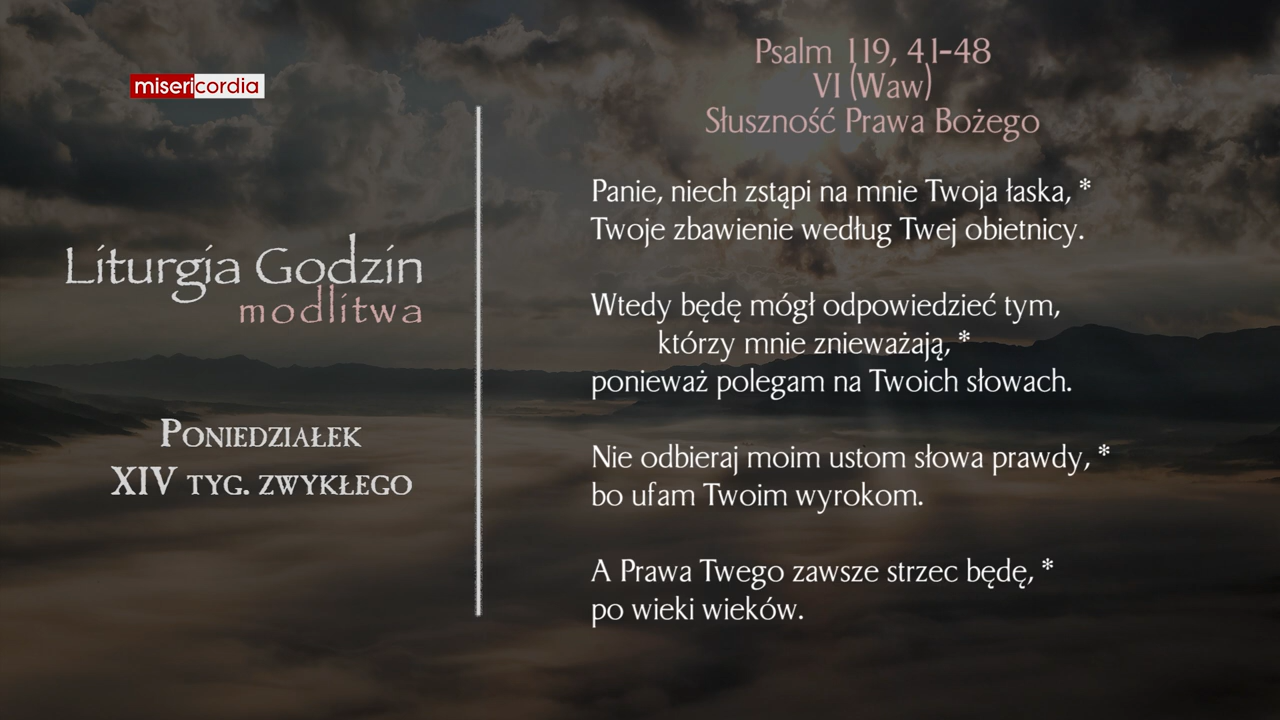 misericordia
Liturgia Godzin
modlitwa
Poniedziałek
XIV tyg. zwykłego
Psalm 119, 41-48
VI (Waw)
Słuszność Prawa Bożego
Panie, niech zstąpi na mnie Twoja łaska, *
Twoje zbawienie według Twej obietnicy.
Wtedy będę mógł odpowiedzieć tym,
którzy mnie znieważają, *
ponieważ polegam na Twoich słowach.
Nie odbieraj moim ustom słowa prawdy, *
bo ufam Twoim wyrokom.
A Prawa Twego zawsze strzec będę, *
po wieki wieków.